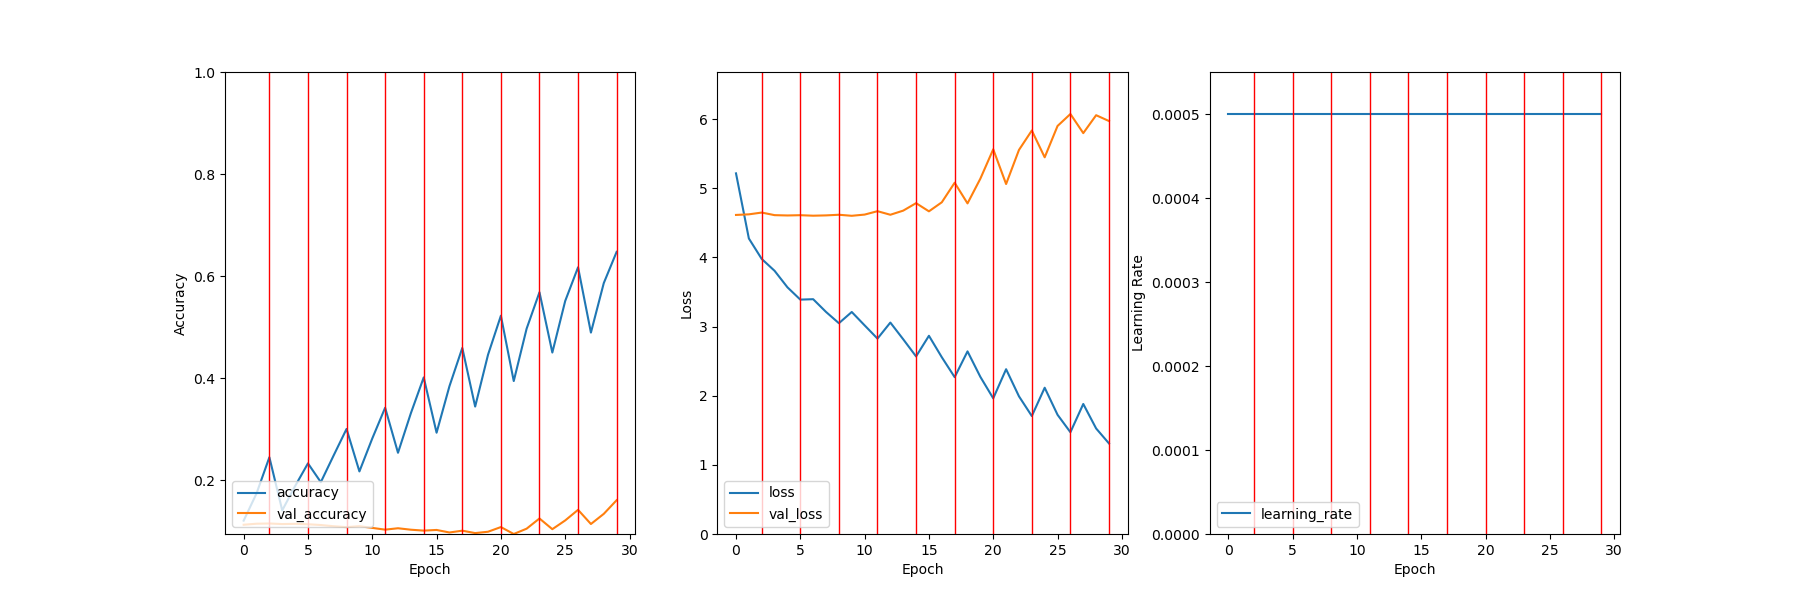 1.0
0.8
0.6
0.4
0.2
Accuracy
accuracy
val_accuracy
0 5 10 15 20 25 30
Epoch
6
5
4
3
2
1
0
Loss
loss
val_loss
0 5 10 15 20 25 30
Epoch
0.0005
0.0004
0.0003
0.0002
0.0001
0.0000
Learning Rate
learning_rate
0 5 10 15 20 25 30
Epoch